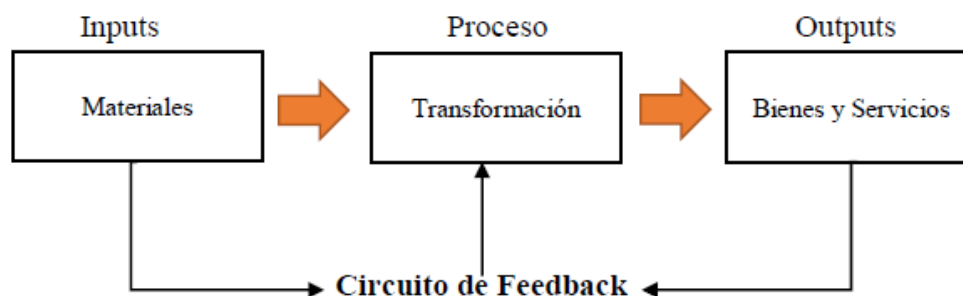 Inputs
Proceso
Outputs
Materiales
Transformación
Bienes y Servicios
Circuito de Feedback